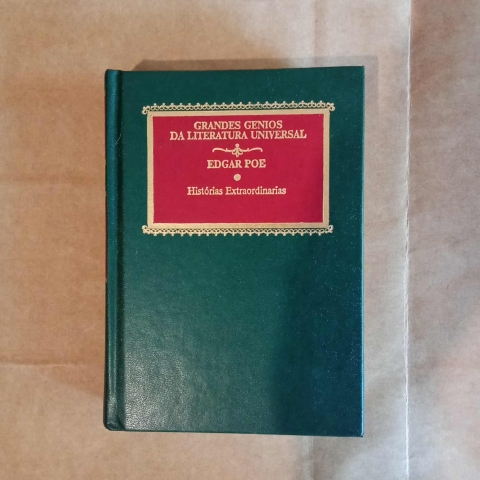 GRANDES GENIOS
DA LITERATURA UNIVERSAL
EDGAR POE
Histórias Extraordinarias